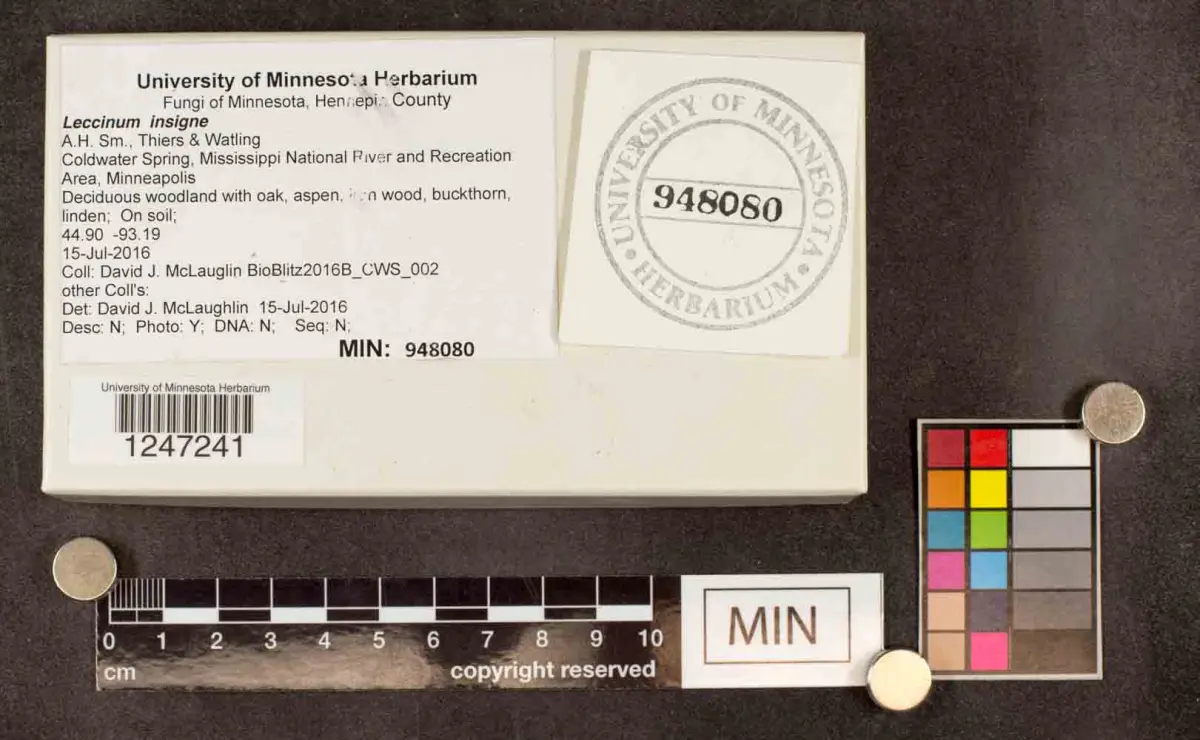 University of Minnesota Herbarium
Fungi of Minnesota, Hennepin County
Leccinum insigne
A.H. Sm., Thiers & Watling
Coldwater Spring, Mississippi National River and Recreation
Area, Minneapolis
Deciduous woodland with oak, aspen, wood, buckthorn,
linden; On soil;
44.90 -93.19
15-Jul-2016
Coll: David J. McLauglin BioBlitz2016B_CWS_002
other Coll's:
Det: David J. McLaughlin 15-Jul-2016
Desc: N; Photo: Y; DNA: N; Seq: N;
MIN: 948080
UNIVERSITY OF MINNESOTA
948080
• HERBARIUM •
University of Minnesota Herbarium
1247241
0 1 2 3 4 5 6 7 8 9 10
cm copyright reserved
MIN